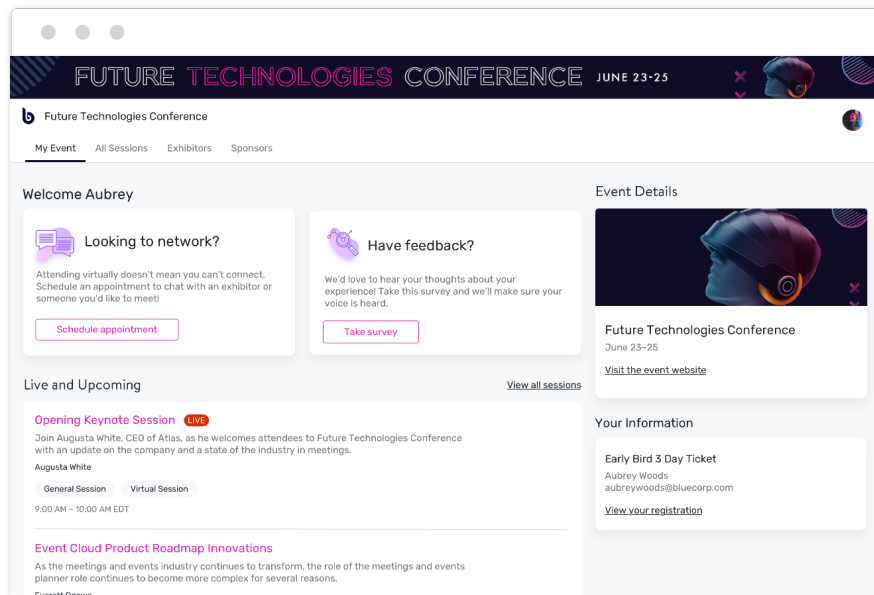 FUTURE TECHNOLOGIES CONFERENCE JUNE 23-25
b Future Technologies Conference
My Event All Sessions Exhibitors Sponsors
Welcome Aubrey
Looking to network?
Attending virtually doesn't mean you can't connect.
Schedule an appointment to chat with an exhibitor or
someone you'd like to meet!
Schedule appointment
Have feedback?
We'd love to hear your thoughts about your
experience! Take this survey and we'll make sure your
voice is heard.
Take survey
Live and Upcoming
View all sessions
Opening Keynote Session LIVE
Join Augusta White, CEO of Atlas, as he welcomes attendees to Future Technologies Conference
with an update on the company and a state of the industry in meetings.
Augusta White
General Session Virtual Session
9:00 AM – 10:00 AM EDT
Event Cloud Product Roadmap Innovations
As the meetings and events industry continues to transform, the role of the meetings and events
planner role continues to become more complex for several reasons.
Event Details
Future Technologies Conference
June 23–25
Visit the event website
Your Information
Early Bird 3 Day Ticket
Aubrey Woods
aubreywoods@bluecorp.com
View your registration